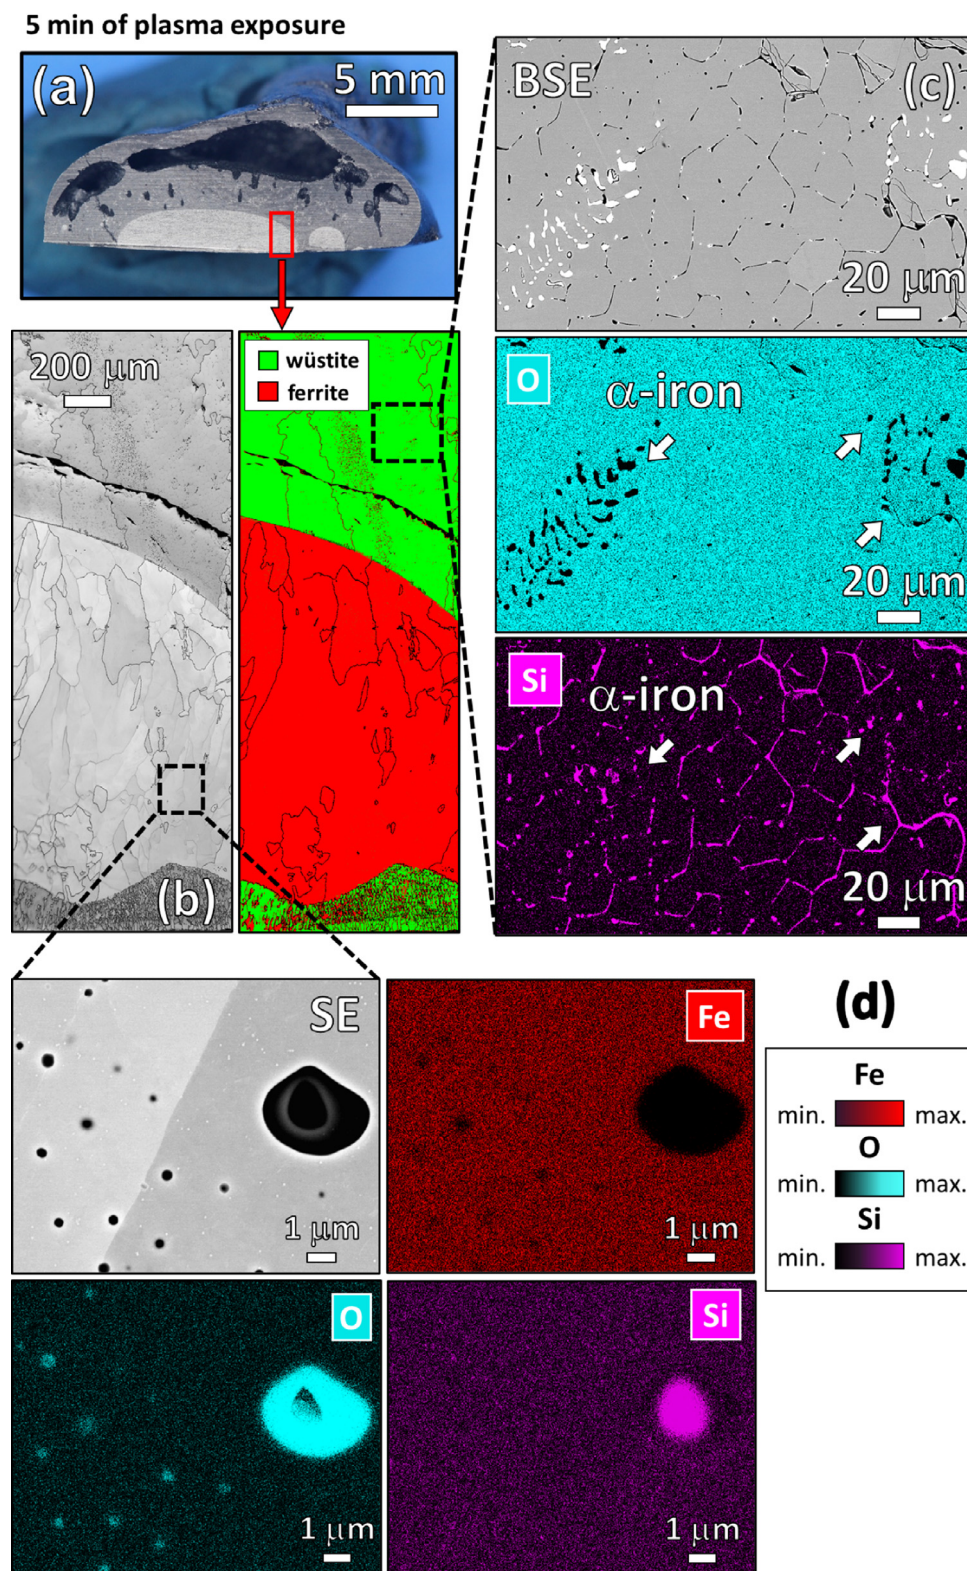 5 min of plasma exposure
(a)
5 mm
BSE
(c)
20 μm
200 μm
wüstite
ferrite
O
α-iron
20 μm
Si
α-iron
20 μm
(b)
SE
1 μm
Fe
1 μm
(d)
Fe
min. max.
O
min. max.
Si
min. max.
O
1 μm
Si
1 μm